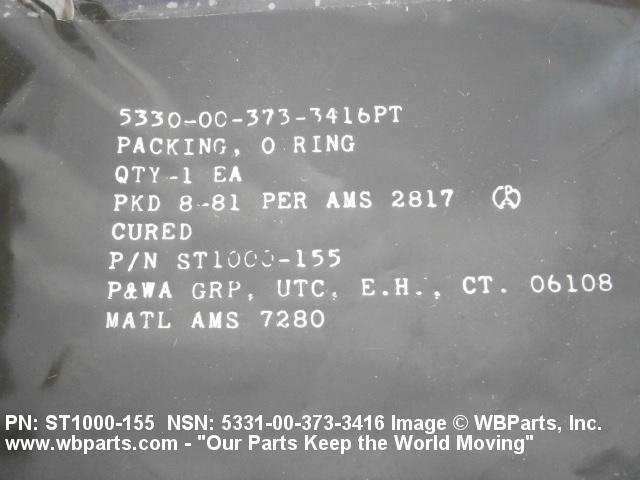 5330-00-373-3416PT
PACKING, O RING
QTY-1 EA
PKD 8-81 PER AMS 2817
CURED
P/N ST1000-155
P&WA GRP, UTC, E.H., CT. 06108
MATL AMS 7280
PN: ST1000-155 NSN: 5331-00-373-3416 Image © WBParts, Inc.
www.wbparts.com - "Our Parts Keep the World Moving"